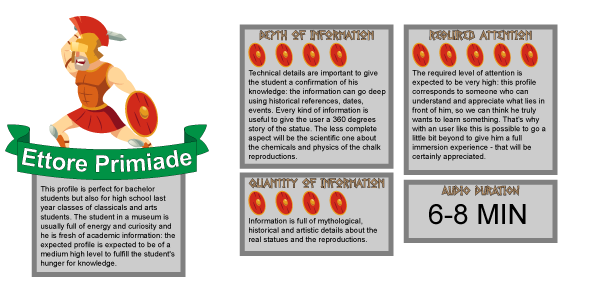 Ettore Primiade
This profile is perfect for bachelor
students but also for high school last
year classes of classicals and arts
students. The student in a museum is
usually full of energy and curiosity and
he is fresh of academic information: the
expected profile is expected to be of a
medium high level to fulfill the student's
hunger for knowledge.
DEPTH OF INFORMATION
Technical details are important to give
the student a confirmation of his
knowledge: the information can go deep
using historical references, dates,
events. Every kind of information is
useful to give the user a 360 degrees
story of the statue. The less complete
aspect will be the scientific one about
the chemicals and physics of the chalk
reproductions.
QUANTITY OF INFORMATION
Information is full of mythological,
historical and artistic details about the
real statues and the reproductions.
REQUIRED ATTENTION
The required level of attention is
expected to be very high: this profile
corresponds to someone who can
understand and appreciate what lies in
front of him, so we can think he truly
wants to learn something. That's why
with an user like this is possible to go a
little bit beyond to give him a full
immersion experience - that will be
certainly appreciated.
AUDIO DURATION
6-8 MIN